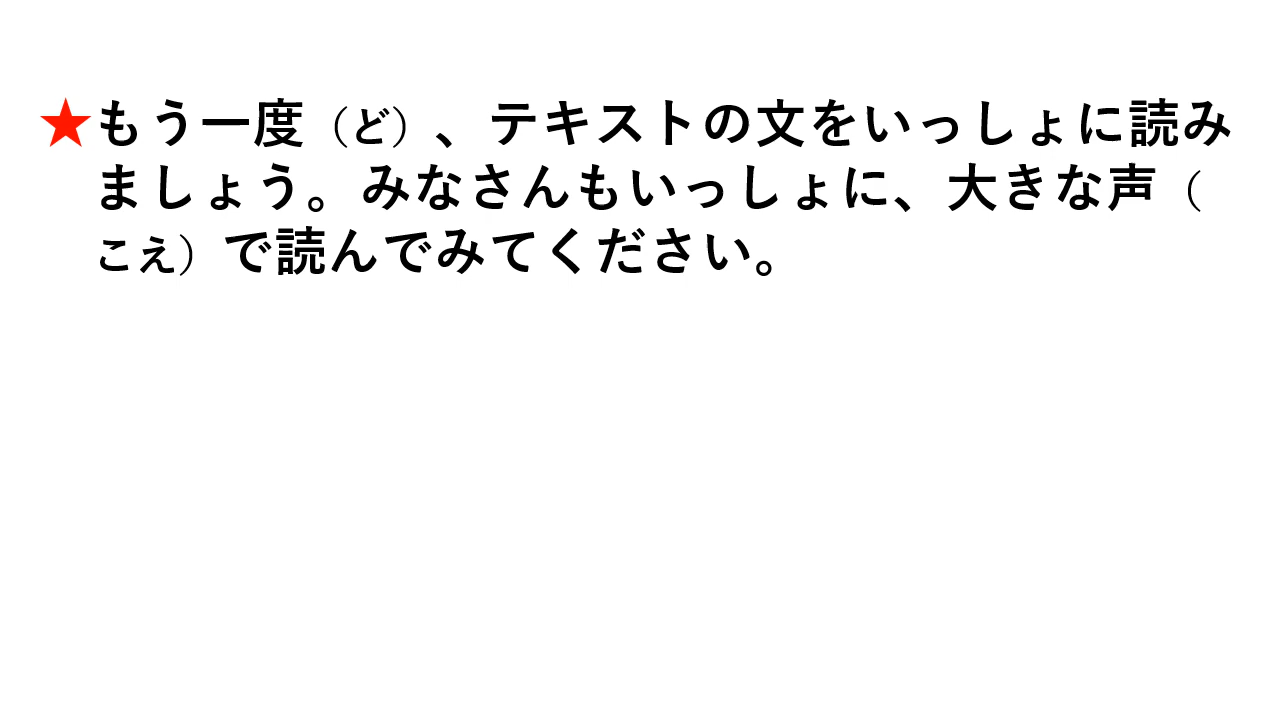 ★もう一度（ど）、テキストの文をいっしょに読み
ましょう。みなさんもいっしょに、大きな声（
こえ）で読んでみてください。